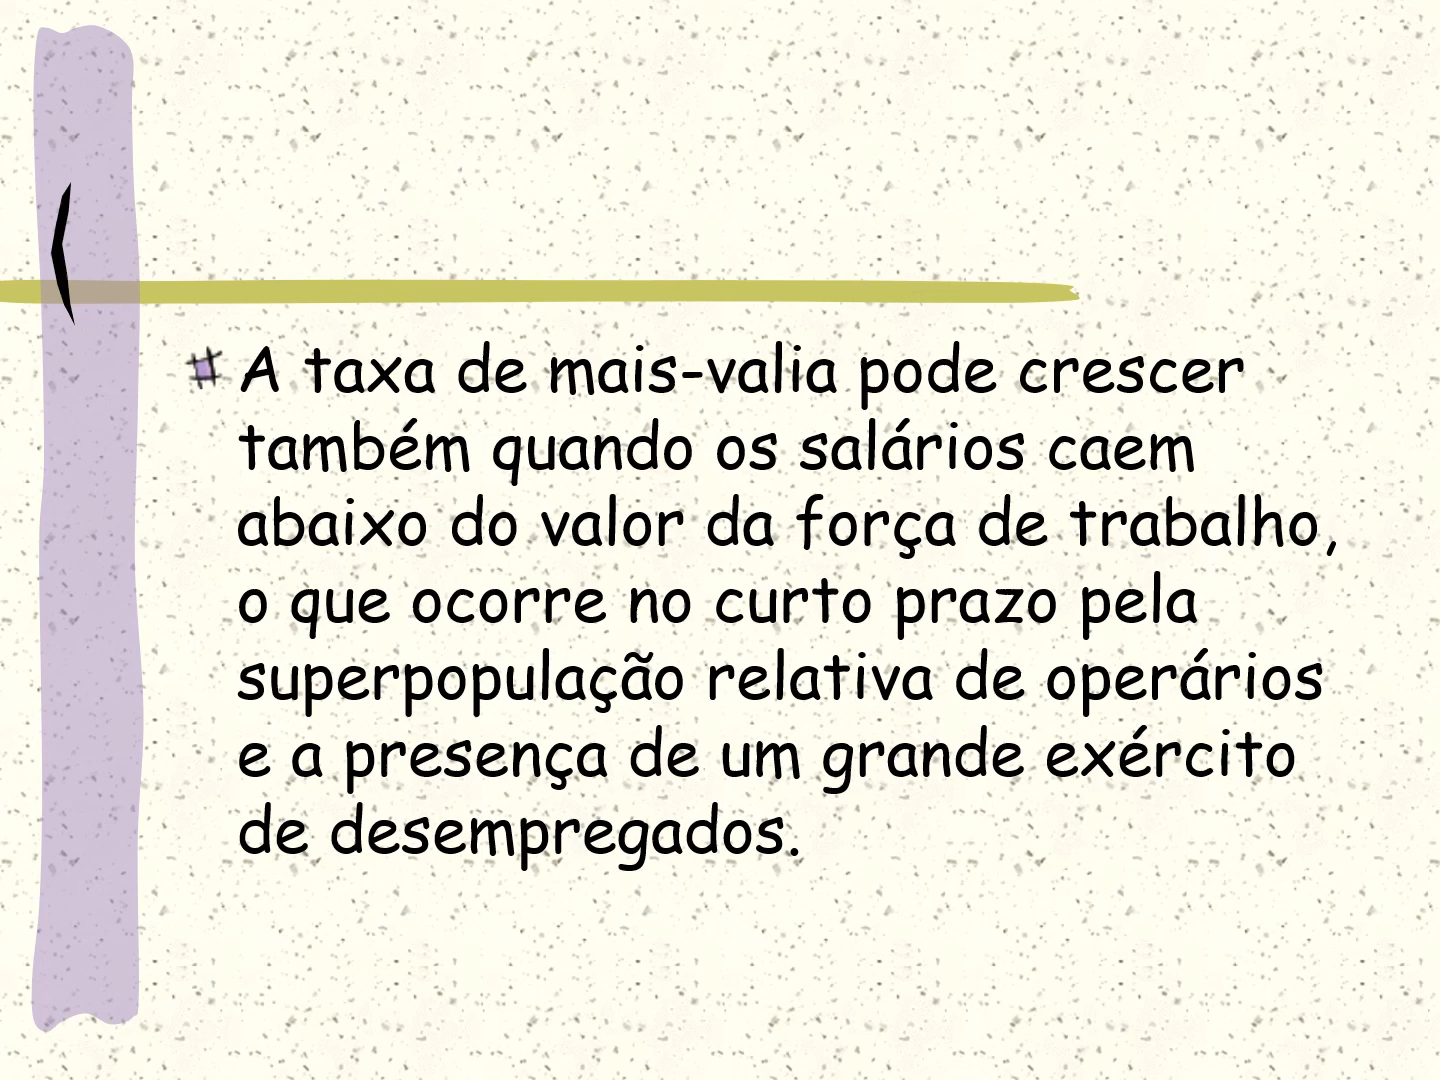 A taxa de mais-valia pode crescer
também quando os salários caem
abaixo do valor da força de trabalho,
o que ocorre no curto prazo pela
superpopulação relativa de operários
e a presença de um grande exército
de desempregados.